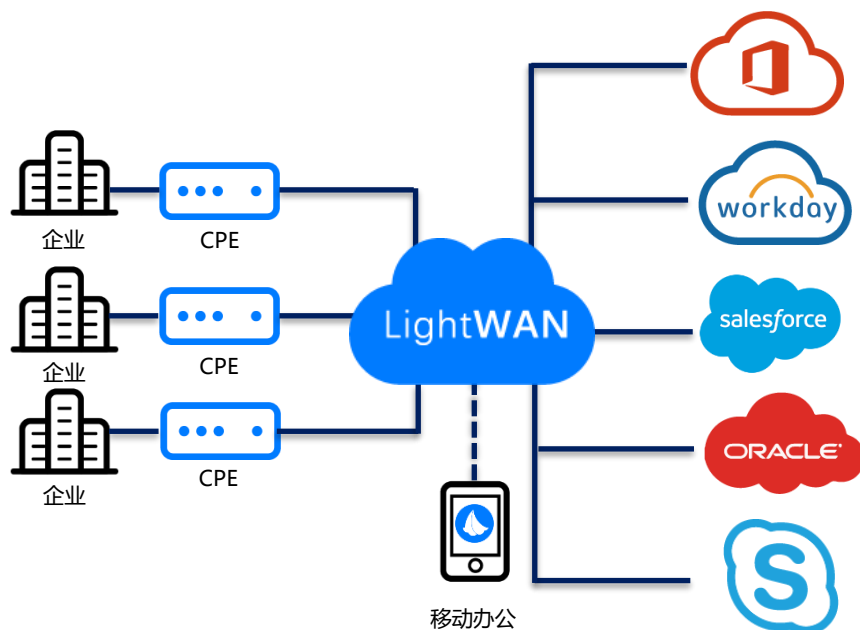 企业
CPE
企业
CPE
企业
CPE
LightWAN
移动办公
workday
salesforce
ORACLE
S